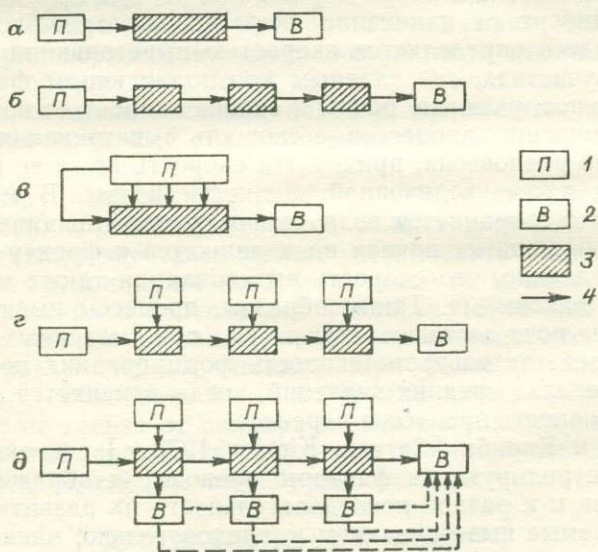 а П В
б П В
в П В
П 1
В 2
3
4
П П П
г П В
П П П
д П В
В В В